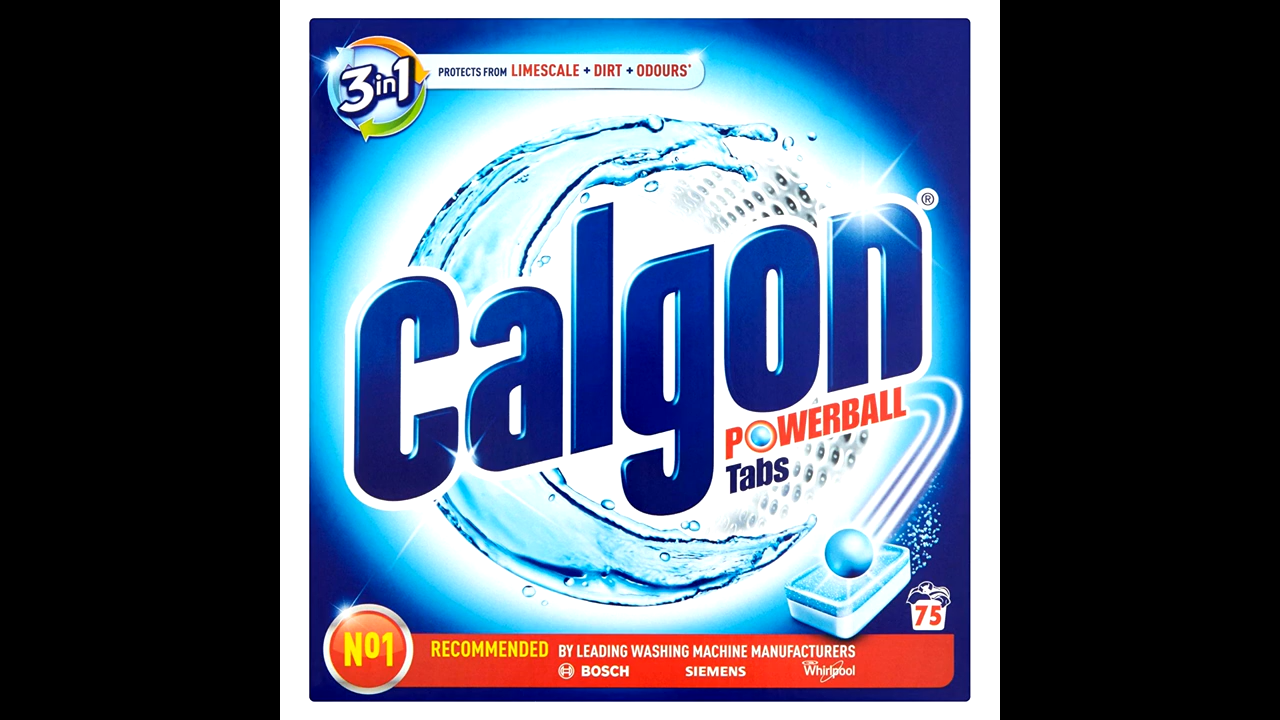 3in1
PROTECTS FROM LIMESCALE + DIRT + ODOURS*
Calgon®
POWERBALL
Tabs
75
Nº1
RECOMMENDED BY LEADING WASHING MACHINE MANUFACTURERS
BOSCH SIEMENS Whirlpool